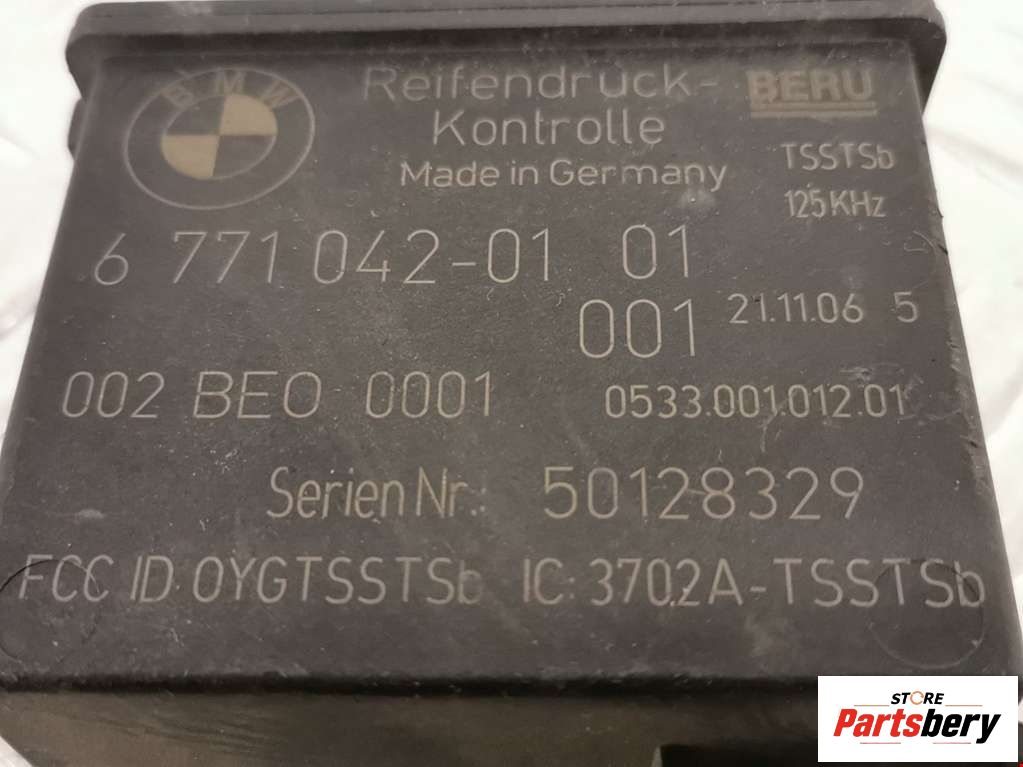 BMW
Reifendruck-
Kontrolle
Made in Germany
BERU
TSSTSb
125KHz
6 771 042-01 01
001 21.11.06 5
002 BEO 0001 0533.001.012.01
Serien Nr.: 50128329
FCC ID: OYGTSSTSb IC: 3702A-TSSTSb
STORE
Partsbery